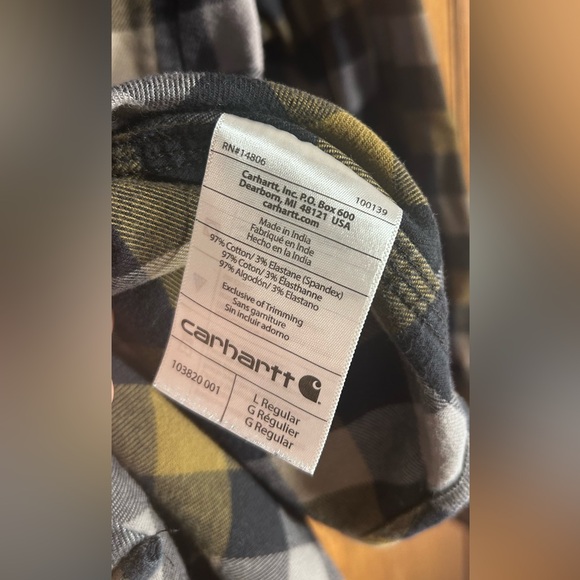 RN#14806
100139
Carhartt, Inc. P.O. Box 600
Dearborn, MI 48121 USA
carhartt.com
Made in India
Fabriqué en Inde
Hecho en la India
97% Cotton/ 3% Elastane (Spandex)
97% Coton/ 3% Élasthanne
97% Algodón/ 3% Elastano
Exclusive of Trimming
Sans garniture
Sin incluir adorno
carhartt
103820 001
L Regular
G Régulier
G Regular